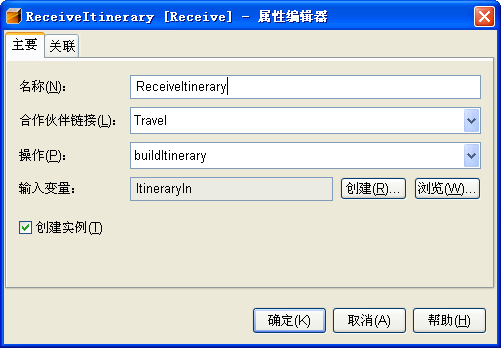 ReceiveItinerary [Receive] - 属性编辑器
主要 关联
名称(N): ReceiveItinerary
合作伙伴链接(L): Travel
操作(P): buildItinerary
输入变量: ItineraryIn 创建(R)... 浏览(W)...
创建实例(T)
确定(K) 取消(A) 帮助(H)